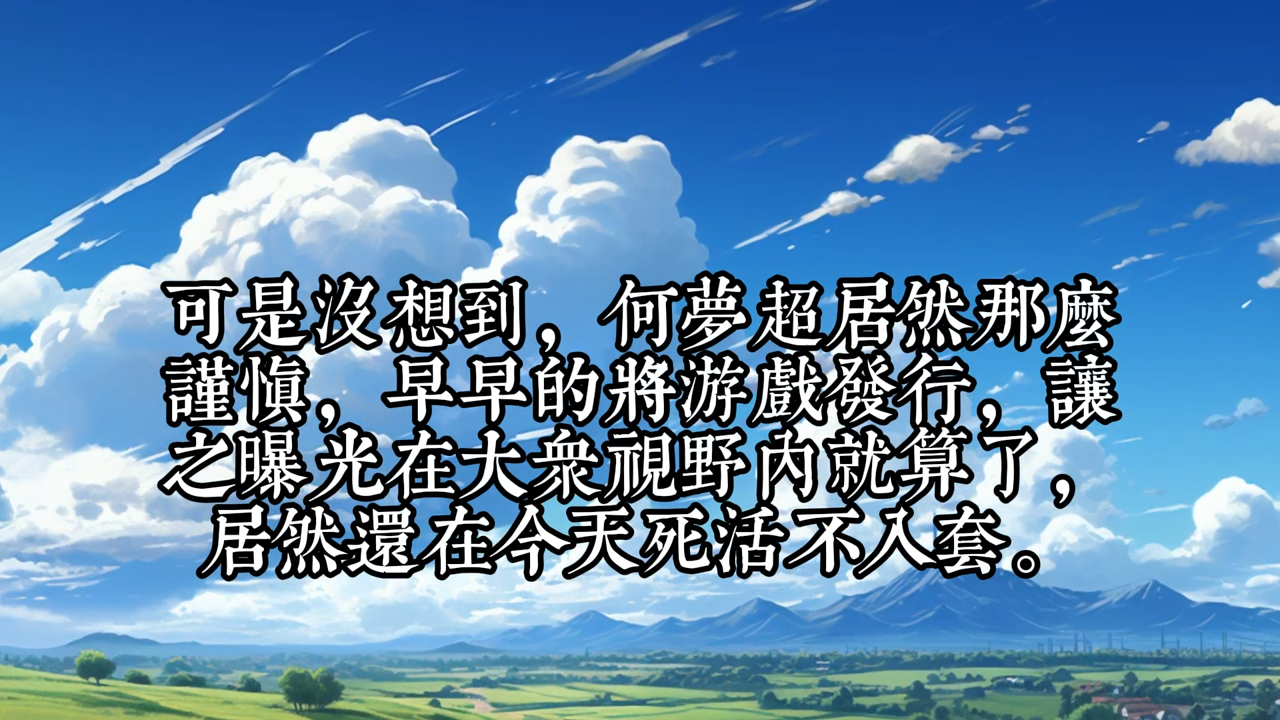 可是沒想到，何夢超居然那麼
謹慎，早早的將游戲發行，讓
之曝光在大衆視野內就算了，
居然還在今天死活不入套。